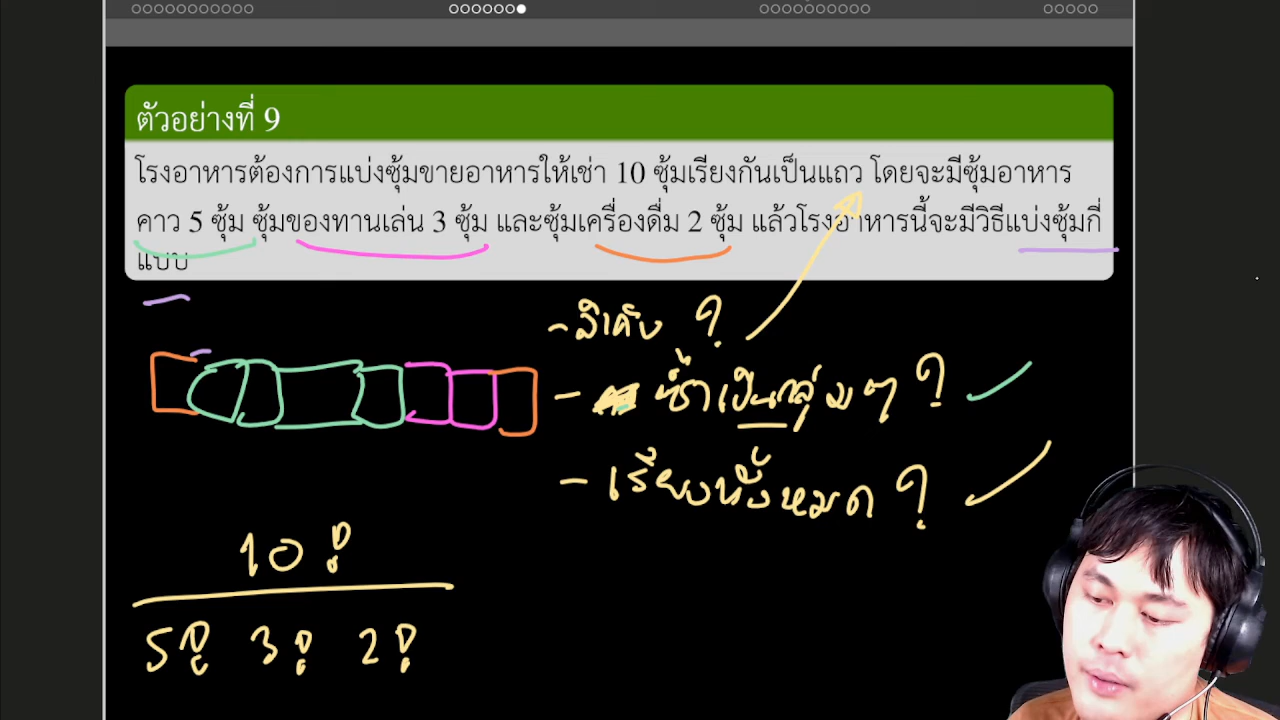 ตัวอย่างที่ 9
โรงอาหารต้องการแบ่งซุ้มขายอาหารให้เช่า 10 ซุ้มเรียงกันเป็นแถว โดยจะมีซุ้มอาหาร
คาว 5 ซุ้ม ซุ้มของทานเล่น 3 ซุ้ม และซุ้มเครื่องดื่ม 2 ซุ้ม แล้วโรงอาหารนี้จะมีวิธีแบ่งซุ้มกี่
แบบ
- ลำดับ ?
- ซ้ำเป็นกลุ่มๆ ?
- เรียงทั้งหมด ?
10!
5! 3! 2!